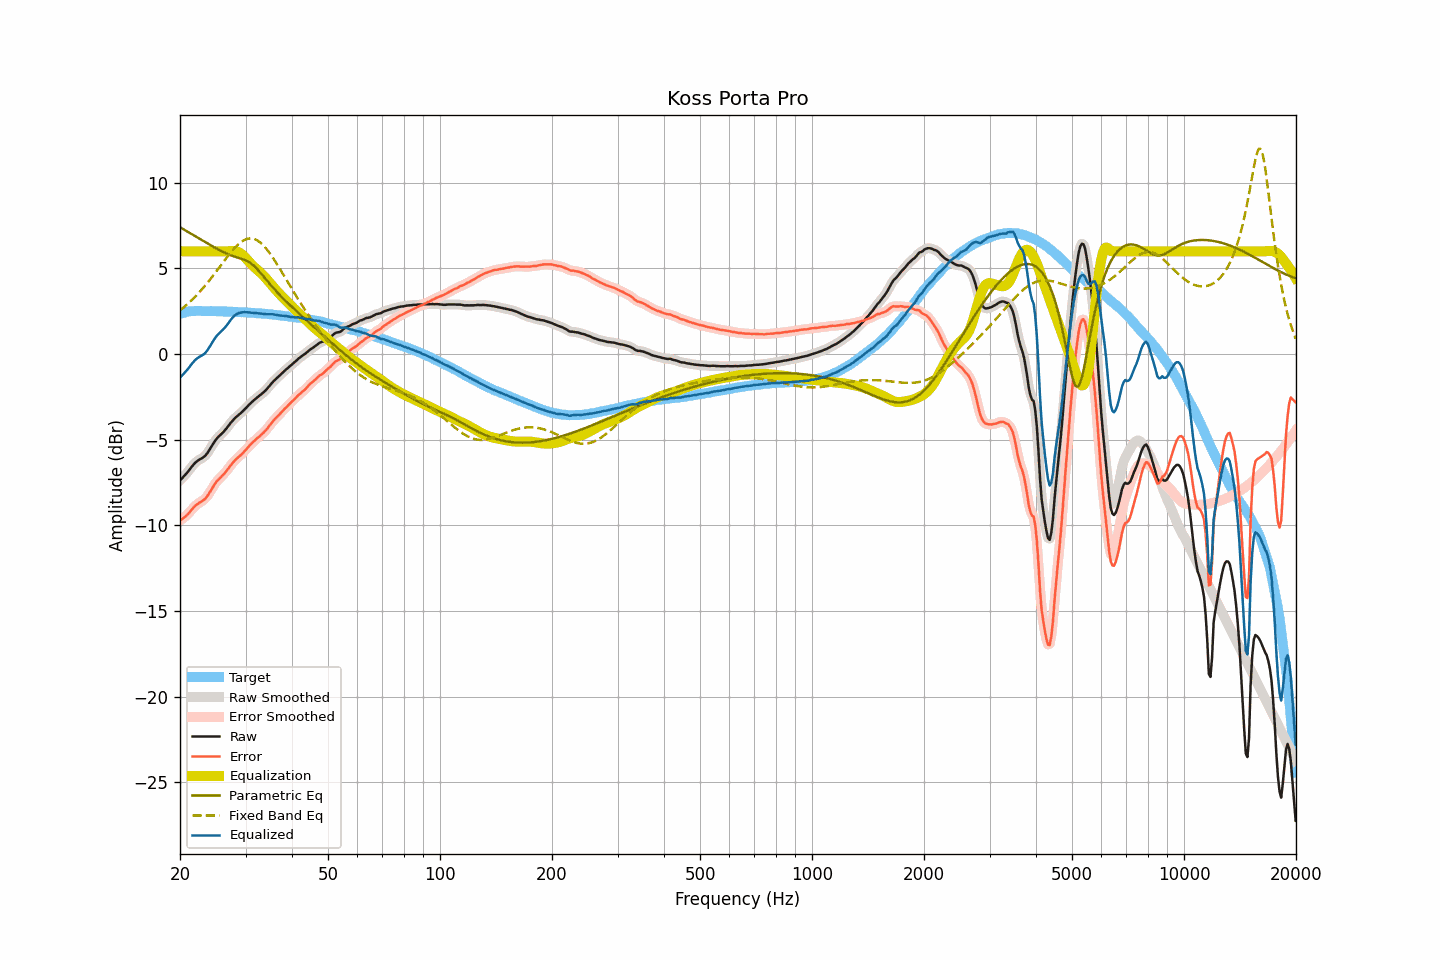 Koss Porta Pro
10
5
0
−5
−10
−15
−20
−25
Amplitude (dBr)
Target
Raw Smoothed
Error Smoothed
Raw
Error
Equalization
Parametric Eq
Fixed Band Eq
Equalized
20 50 100 200 500 1000 2000 5000 10000 20000
Frequency (Hz)